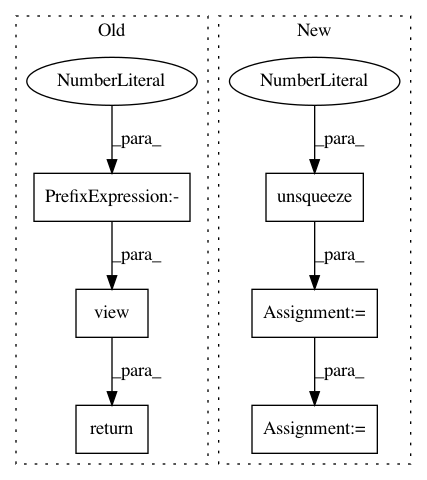 Old
New
NumberLiteral
NumberLiteral
_para_
_para_
PrefixExpression:-
unsqueeze
_para_
_para_
view
Assignment:=
_para_
_para_
return
Assignment:=